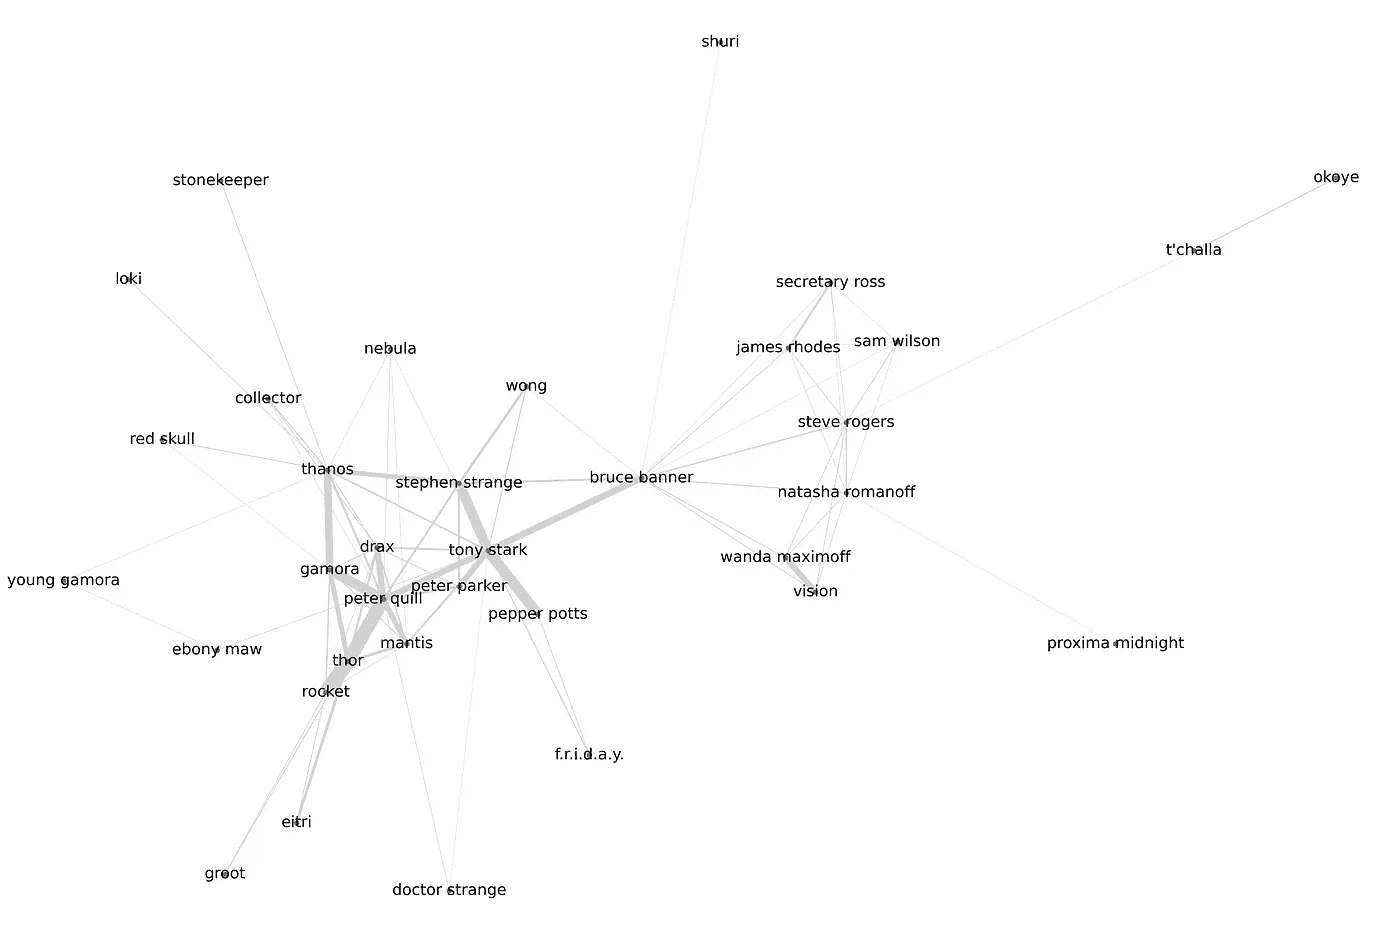 shuri
okoye
stonekeeper
t'challa
loki
secretary ross
sam wilson
james rhodes
nebula
wong
collector
steve rogers
red skull
thanos
bruce banner
stephen strange
natasha romanoff
drax
tony stark
wanda maximoff
gamora
young gamora
peter parker
vision
peter quill
pepper potts
mantis
proxima midnight
ebony maw
thor
rocket
f.r.i.d.a.y.
eitri
groot
doctor strange